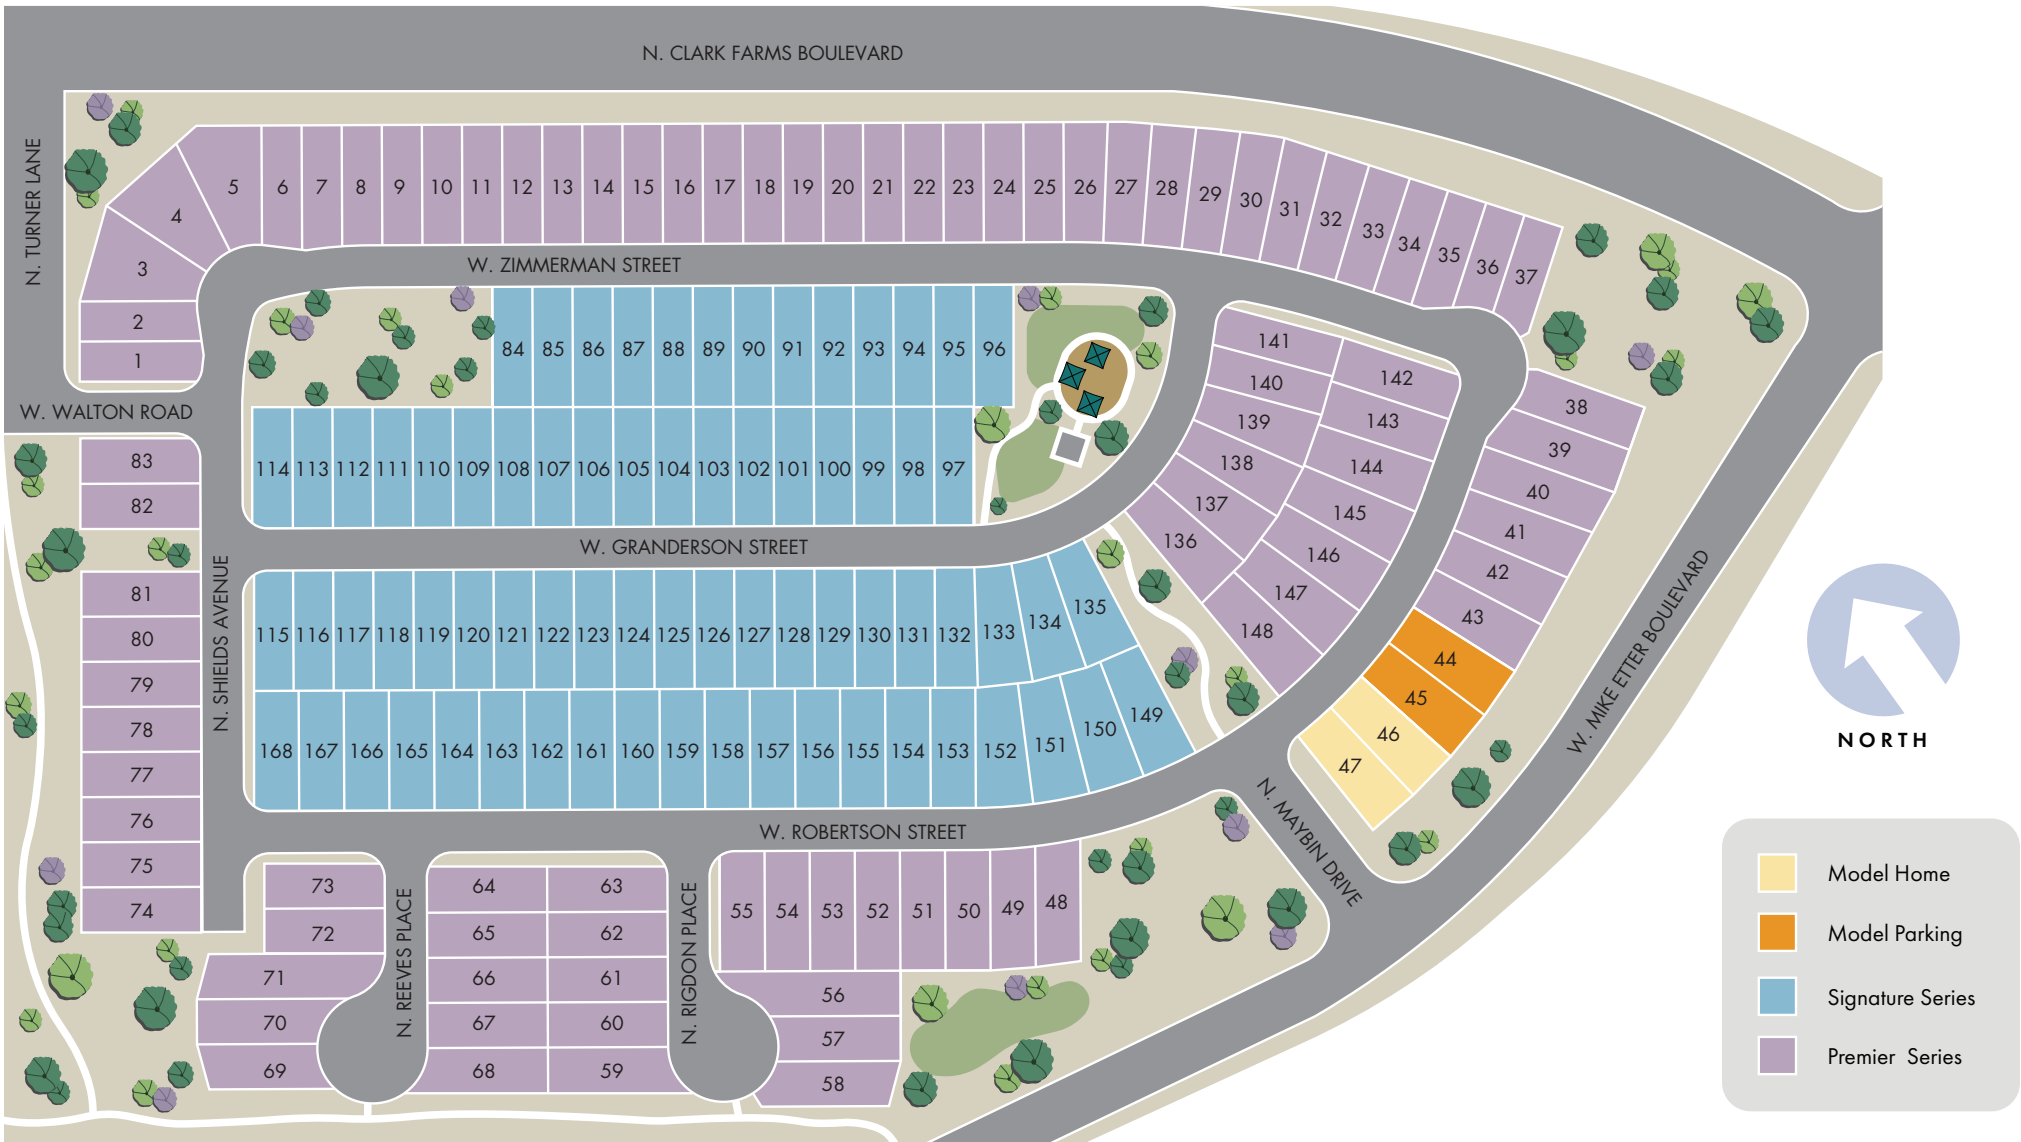 N. CLARK FARMS BOULEVARD
N. TURNER LANE
5 6 7 8 9 10 11 12 13 14 15 16 17 18 19 20 21 22 23 24 25 26 27 28 29 30 31 32 33 34 35 36 37
4
3
2
1
W. ZIMMERMAN STREET
84 85 86 87 88 89 90 91 92 93 94 95 96
W. WALTON ROAD
114 113 112 111 110 109 108 107 106 105 104 103 102 101 100 99 98 97
141
140
139
138
137
136
142
143
144
145
146
147
148
38
39
40
41
42
43
44
45
46
47
83
82
81
80
79
78
77
76
75
74
N. SHIELDS AVENUE
W. GRANDERSON STREET
115 116 117 118 119 120 121 122 123 124 125 126 127 128 129 130 131 132 133 134 135
168 167 166 165 164 163 162 161 160 159 158 157 156 155 154 153 152 151 150 149
W. ROBERTSON STREET
N. MAYBIN DRIVE
W. MIKE ETTER BOULEVARD
73
72
71
70
69
N. REEVES PLACE
64 63
65 62
66 61
67 60
68 59
N. RIGDON PLACE
55 54 53 52 51 50 49 48
56
57
58
NORTH
Model Home
Model Parking
Signature Series
Premier Series